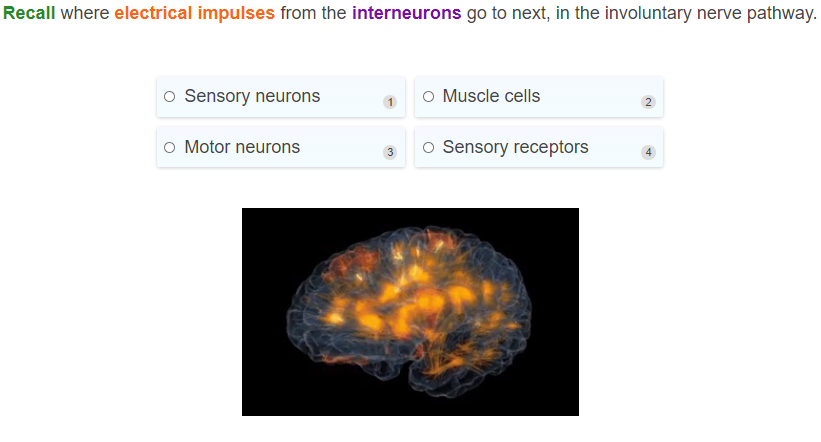 Recall where electrical impulses from the interneurons go to next, in the involuntary nerve pathway.
Sensory neurons 1
Muscle cells 2
Motor neurons 3
Sensory receptors 4